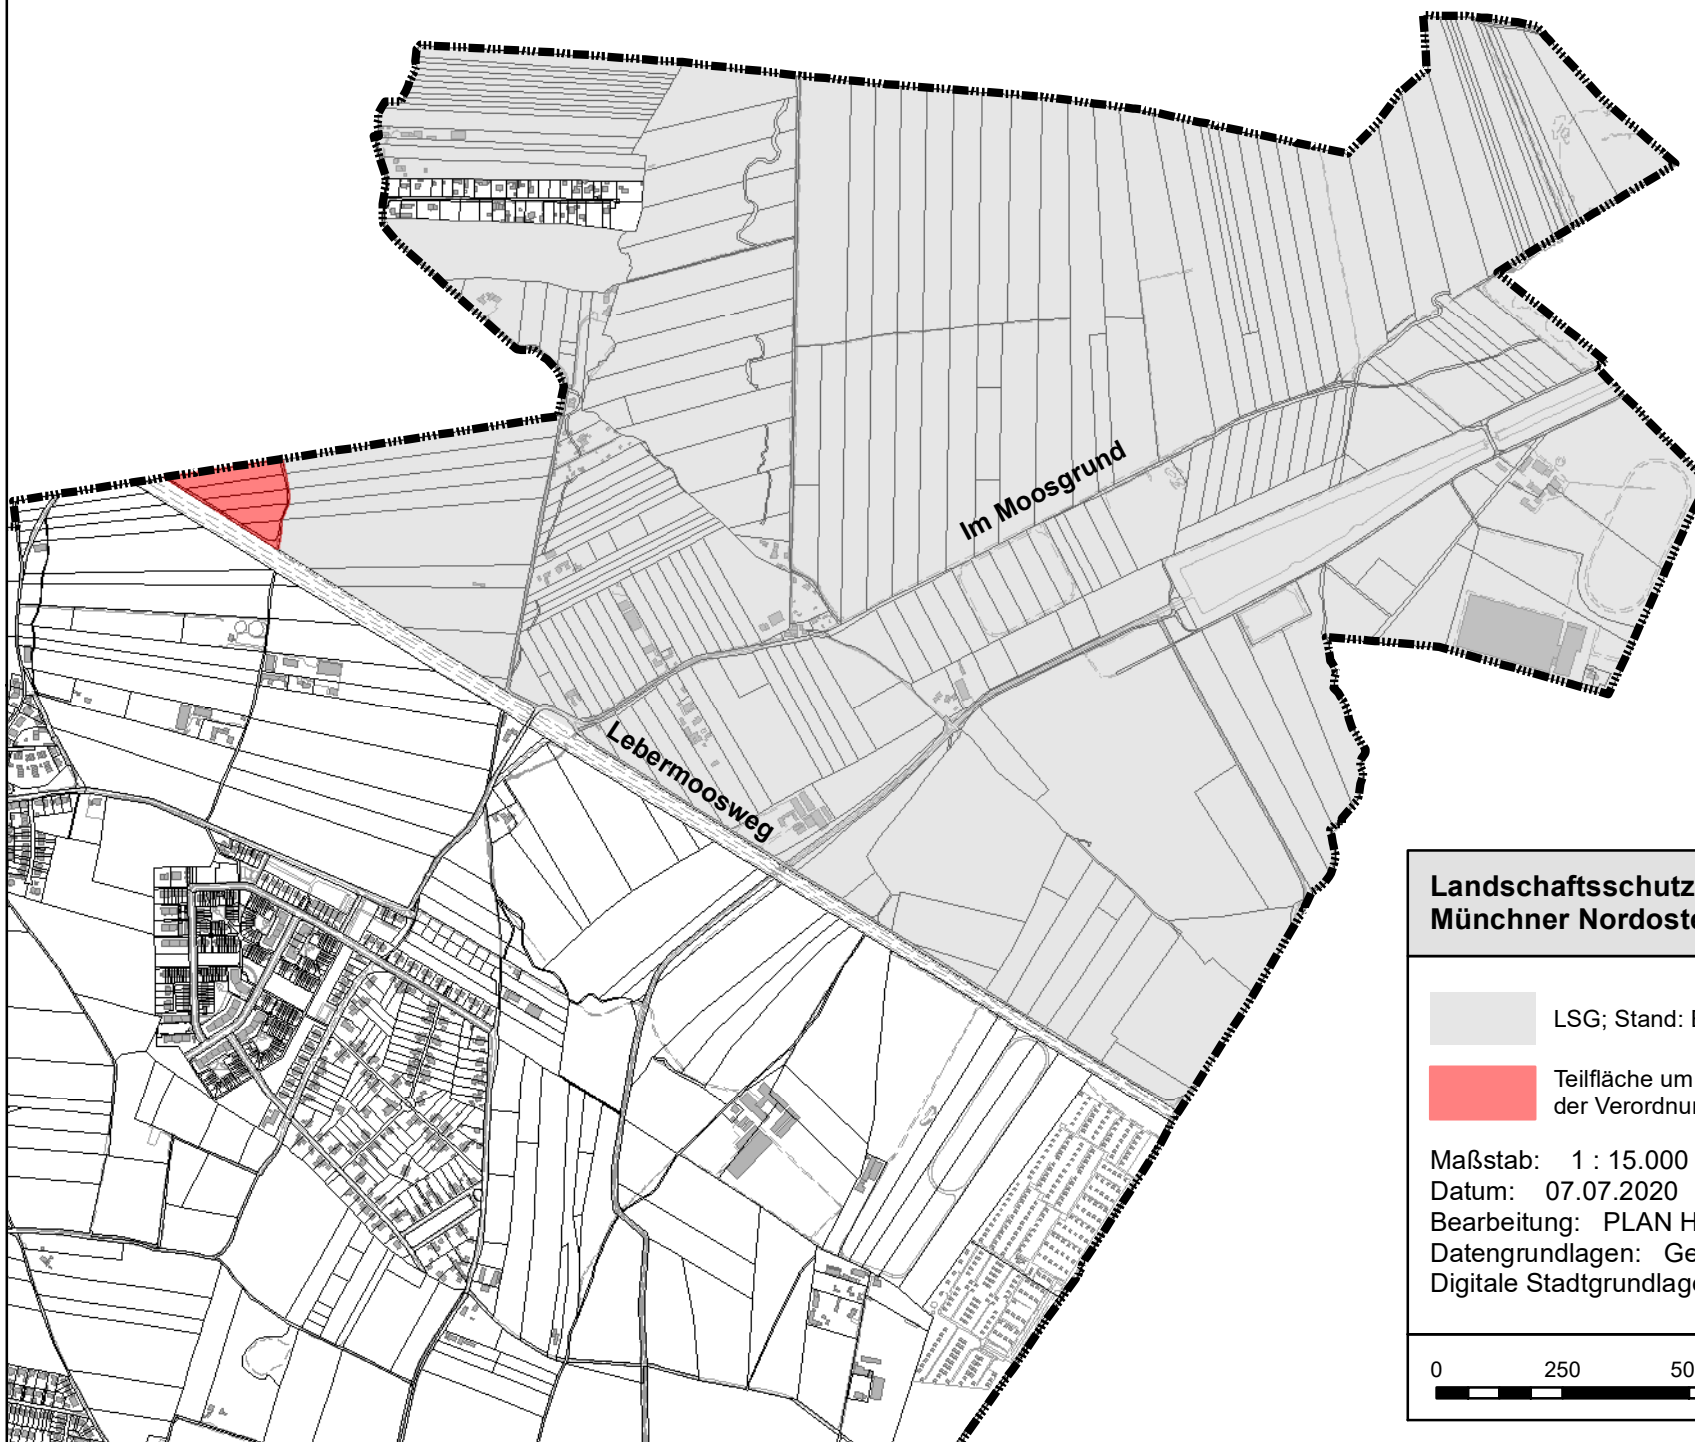 Im Moosgrund
Lebermoosweg
Landschaftsschutz
Münchner Nordost
LSG; Stand:
Teilfläche um
der Verordnu
Maßstab: 1 : 15.000
Datum: 07.07.2020
Bearbeitung: PLAN H
Datengrundlagen: Ge
Digitale Stadtgrundlage
0 250 50